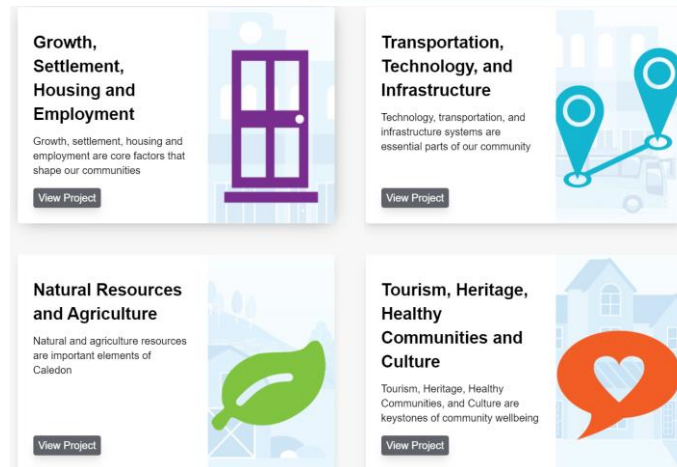 Growth,
Settlement,
Housing and
Employment
Growth, settlement, housing and
employment are core factors that
shape our communities
View Project
Transportation,
Technology, and
Infrastructure
Technology, transportation, and
infrastructure systems are
essential parts of our community
View Project
Natural Resources
and Agriculture
Natural and agriculture resources
are important elements of
Caledon
View Project
Tourism, Heritage,
Healthy
Communities and
Culture
Tourism, Heritage, Healthy
Communities, and Culture are
keystones of community wellbeing
View Project